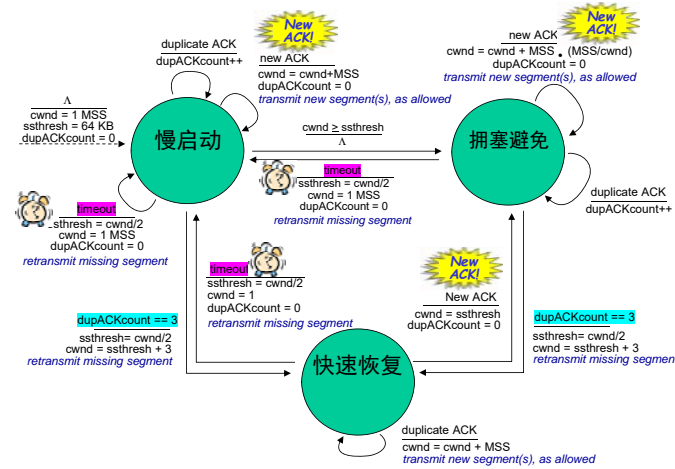 New
ACK!
duplicate ACK
dupACKcount++
new ACK
cwnd = cwnd+MSS
dupACKcount = 0
transmit new segment(s), as allowed
New
ACK!
new ACK
cwnd = cwnd + MSS • (MSS/cwnd)
dupACKcount = 0
transmit new segment(s), as allowed
Λ
cwnd = 1 MSS
ssthresh = 64 KB
dupACKcount = 0
慢启动
cwnd ≥ ssthresh
Λ
拥塞避免
timeout
ssthresh = cwnd/2
cwnd = 1 MSS
dupACKcount = 0
retransmit missing segment
duplicate ACK
dupACKcount++
timeout
ssthresh = cwnd/2
cwnd = 1 MSS
dupACKcount = 0
retransmit missing segment
timeout
ssthresh = cwnd/2
cwnd = 1
dupACKcount = 0
retransmit missing segment
New
ACK!
New ACK
cwnd = ssthresh
dupACKcount = 0
dupACKcount == 3
ssthresh= cwnd/2
cwnd = ssthresh + 3
retransmit missing segment
dupACKcount == 3
ssthresh= cwnd/2
cwnd = ssthresh + 3
retransmit missing segmen
快速恢复
duplicate ACK
cwnd = cwnd + MSS
transmit new segment(s), as allowed